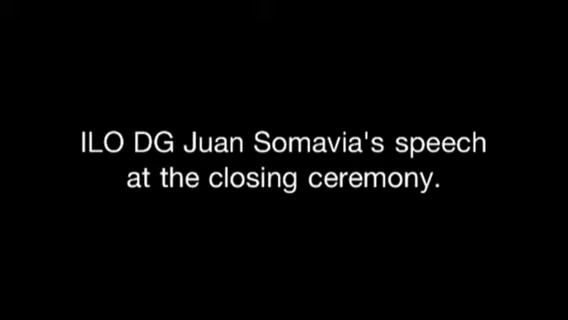 ILO DG Juan Somavia's speech
at the closing ceremony.